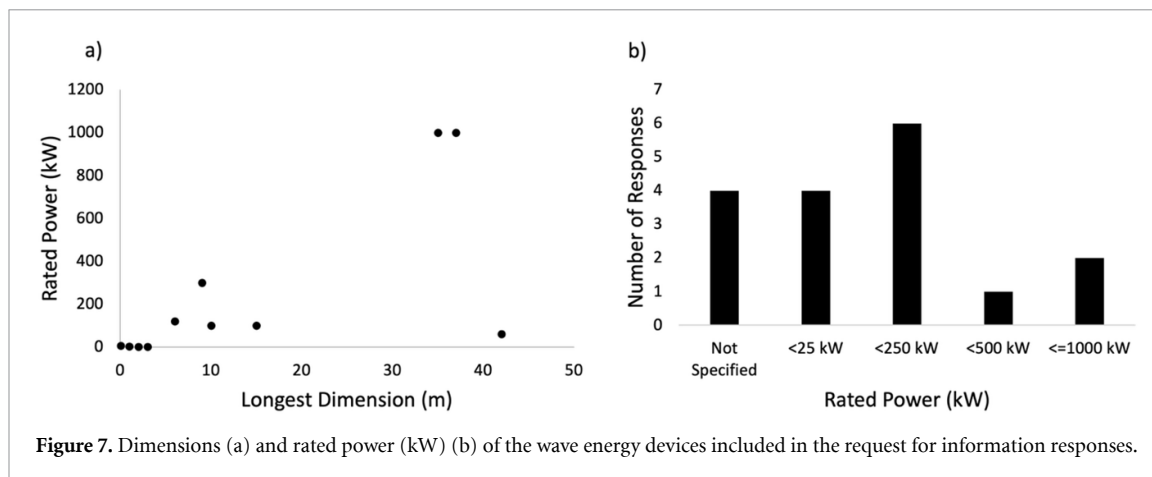 a)
Rated Power (kW)
1200
1000
800
600
400
200
0
0 10 20 30 40 50
Longest Dimension (m)
b)
Number of Responses
7
6
5
4
3
2
1
0
Not Specified <25 kW <250 kW <500 kW <=1000 kW
Rated Power (kW)
Figure 7. Dimensions (a) and rated power (kW) (b) of the wave energy devices included in the request for information responses.